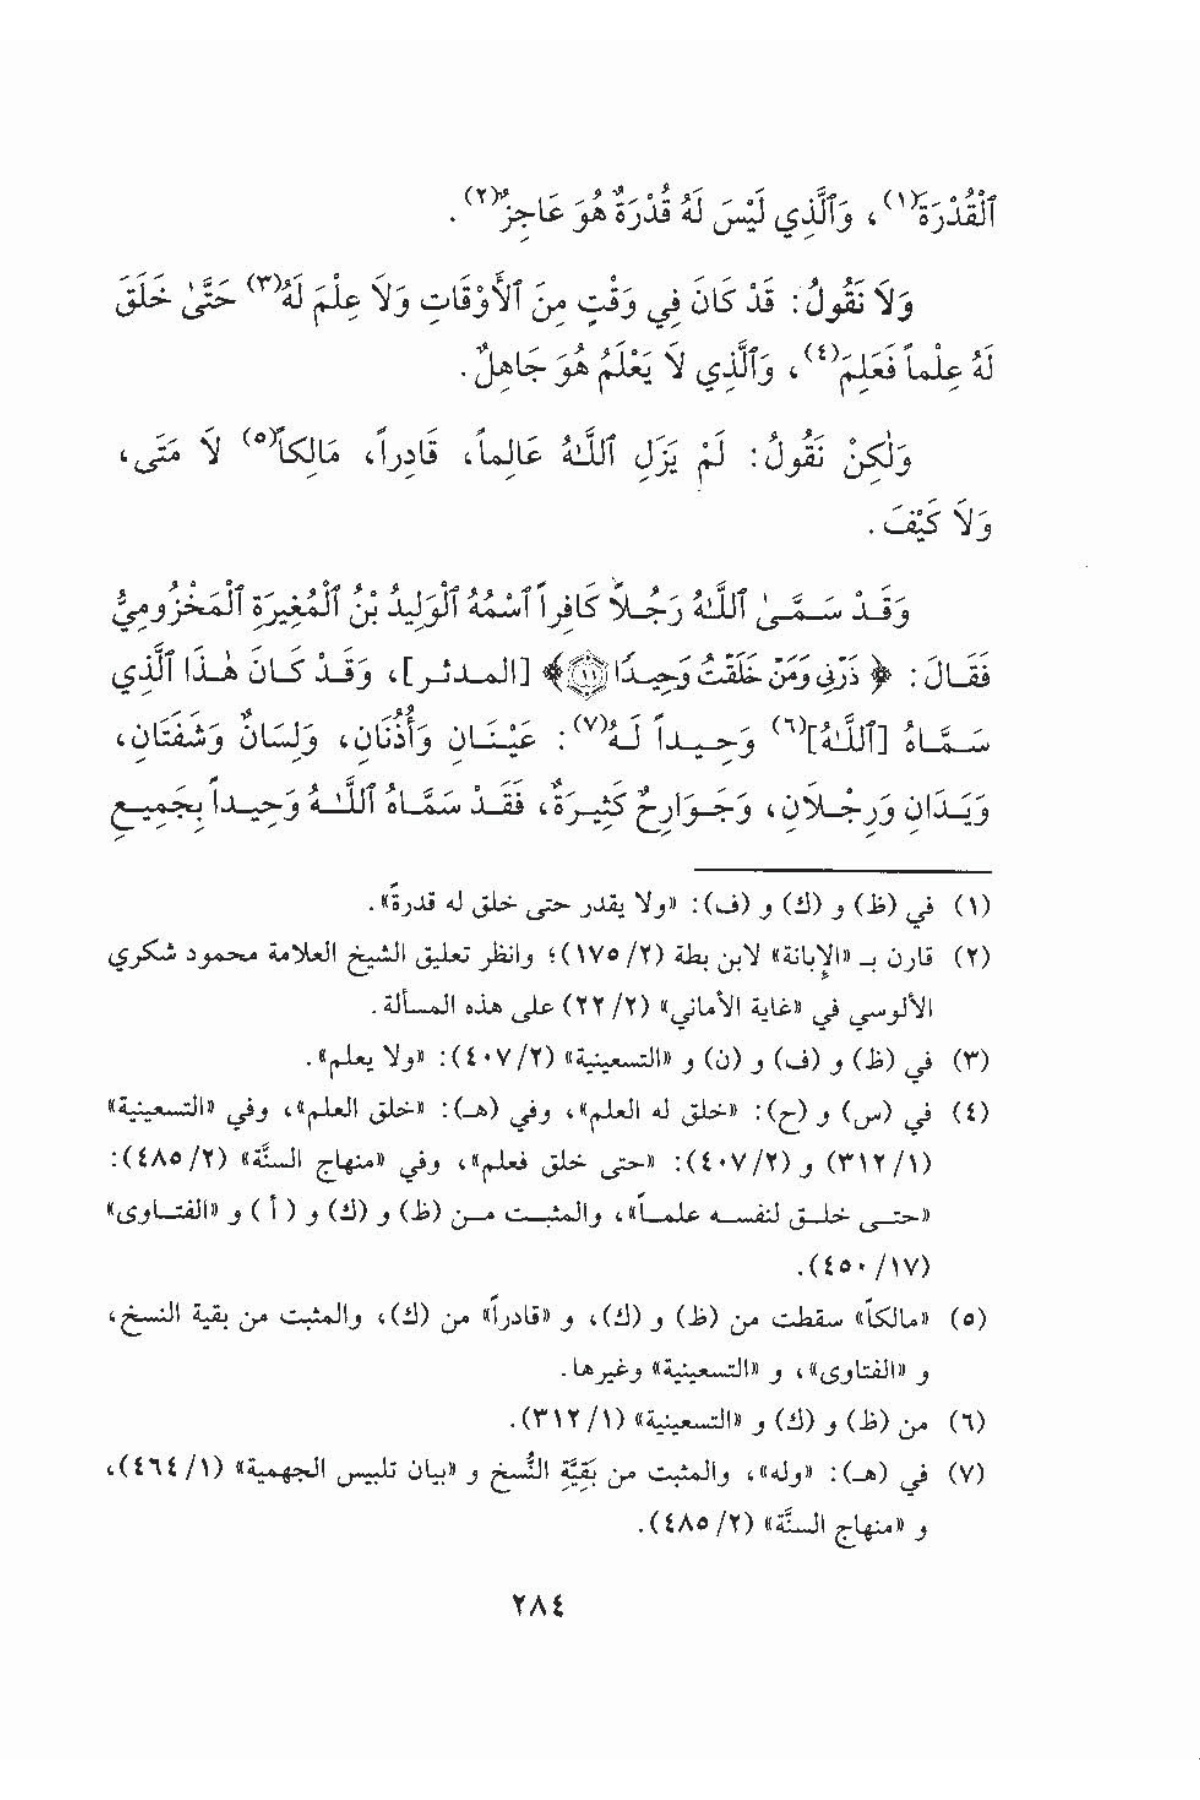 ٱلْقُدْرَةَ(١)، وَٱلَّذِي لَيْسَ لَهُ قُدْرَةٌ هُوَ عَاجِزٌ(٢).
وَلاَ نَقُولُ: قَدْ كَانَ فِي وَقْتٍ مِنَ ٱلأَوْقَاتِ وَلاَ عِلْمَ لَهُ(٣) حَتَّىٰ خَلَقَ
لَهُ عِلْماً فَعَلِمَ(٤)، وَٱلَّذِي لاَ يَعْلَمُ هُوَ جَاهِلٌ.
وَلٰكِنْ نَقُولُ: لَمْ يَزَلِ ٱللَّـٰهُ عَالِماً، قَادِراً، مَالِكاً(٥) لاَ مَتَى،
وَلاَ كَيْفَ.
وَقَدْ سَمَّىٰ ٱللَّـٰهُ رَجُلاً كَافِراً ٱسْمُهُ ٱلْوَلِيدُ بْنُ ٱلْمُغِيرَةِ ٱلْمَخْزُومِيُّ
فَقَالَ: ﴿ذَرْنِى وَمَنْ خَلَقْتُ وَحِيدًا ١١﴾ [المدثر]، وَقَدْ كَانَ هٰذَا ٱلَّذِي
سَمَّاهُ [ٱللَّـٰهُ](٦) وَحِيداً لَهُ(٧): عَيْنَانِ وَأُذُنَانِ، وَلِسَانٌ وَشَفَتَانِ،
وَيَدَانِ وَرِجْلاَنِ، وَجَوَارِحٌ كَثِيرَةٌ، فَقَدْ سَمَّاهُ ٱللَّـٰهُ وَحِيداً بِجَمِيعِ
(١) في (ظ) و (ك) و (ف): «ولا يقدر حتى خلق له قدرةً».
(٢) قارن بـ «الإبانة» لابن بطة (٢/ ١٧٥)؛ وانظر تعليق الشيخ العلامة محمود شكري
الألوسي في «غاية الأماني» (٢/ ٢٢) على هذه المسألة.
(٣) في (ظ) و (ف) و (ن) و «التسعينية» (٢/ ٤٠٧): «ولا يعلم».
(٤) في (س) و (ح): «خلق له العلم»، وفي (هـ): «خلق العلم»، وفي «التسعينية»
(١/ ٣١٢) و (٢/ ٤٠٧): «حتى خلق فعلم»، وفي «منهاج السنَّة» (٢/ ٤٨٥):
«حتى خلق لنفسه علماً»، والمثبت من (ظ) و (ك) و (أ) و «الفتاوى»
(١٧/ ٤٥٠).
(٥) «مالكاً» سقطت من (ظ) و (ك)، و «قادراً» من (ك)، والمثبت من بقية النسخ،
و «الفتاوى»، و «التسعينية» وغيرها.
(٦) من (ظ) و (ك) و «التسعينية» (١/ ٣١٢).
(٧) في (هـ): «وله»، والمثبت من بَقِيَّةِ النُّسخ و «بيان تلبيس الجهمية» (١/ ٤٦٤)،
و «منهاج السنَّة» (٢/ ٤٨٥).
٢٨٤